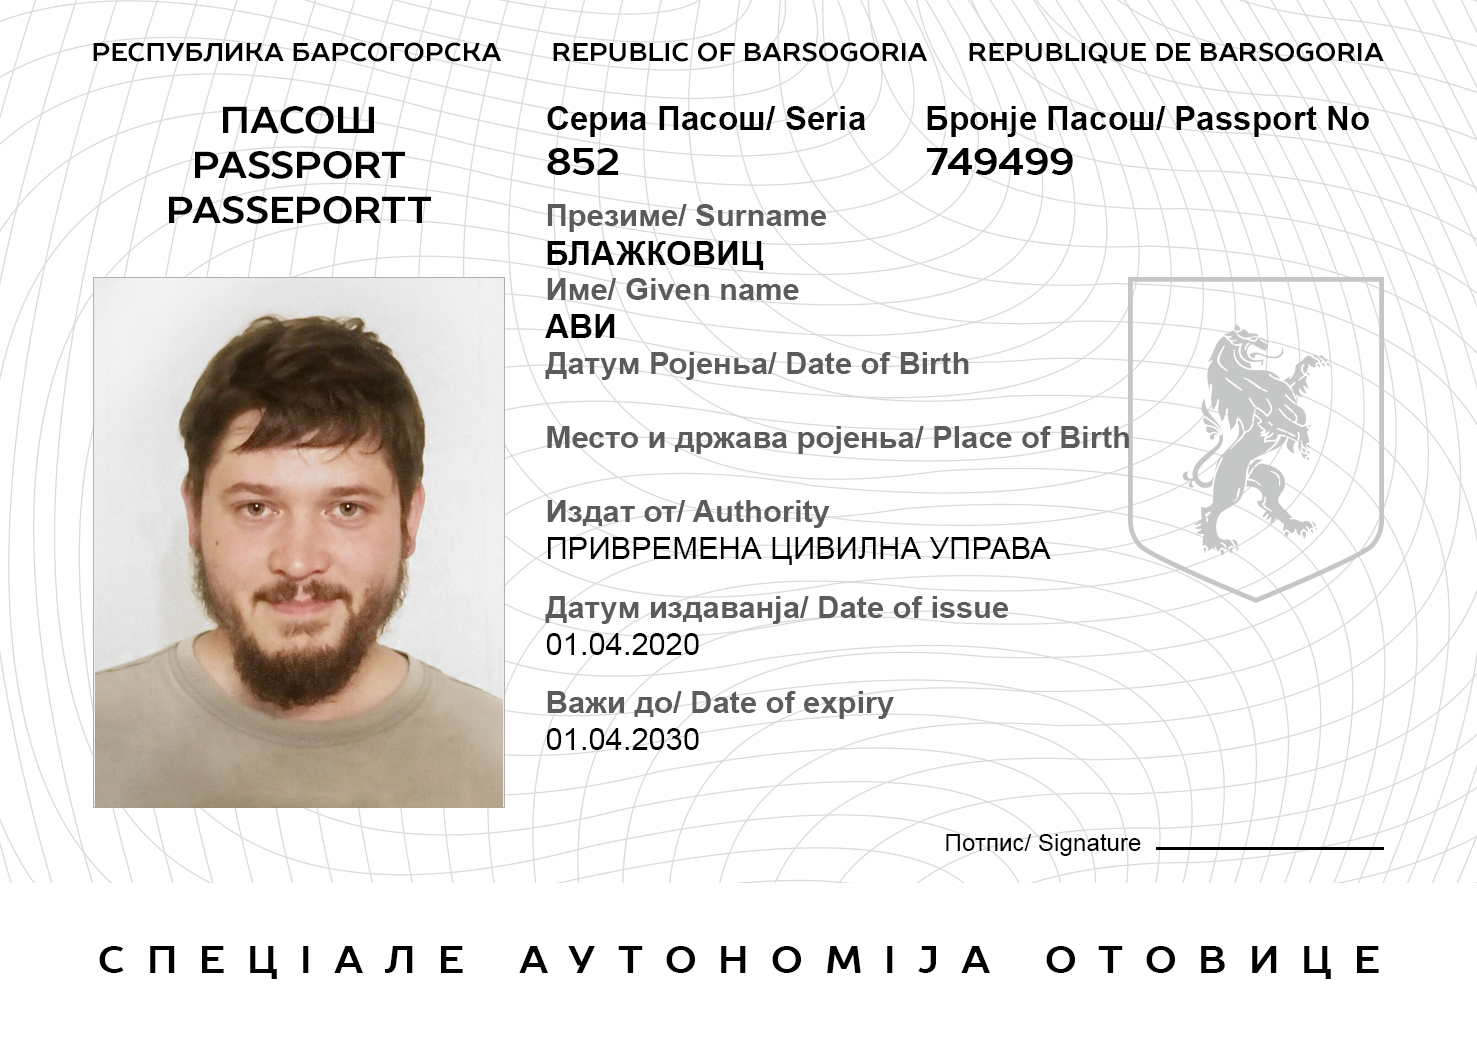 РЕСПУБЛИКА БАРСОГОРСКА REPUBLIC OF BARSOGORIA REPUBLIQUE DE BARSOGORIA
ПАСОШ
PASSPORT
PASSEPORTT
Сериа Пасош/ Seria
852
Бронје Пасош/ Passport No
749499
Презиме/ Surname
БЛАЖКОВИЦ
Име/ Given name
АВИ
ДатумРојења/ Date of Birth
Место и држава ројења/ Place of Birth
Издат от/ Authority
ПРИВРЕМЕНА ЦИВИЛНА УПРАВА
Датум издаванја/ Date of issue
01.04.2020
Важи до/ Date of expiry
01.04.2030
Потпис/ Signature
СПЕЦІАЛЕ АУТОНОМІЈА ОТОВИЦЕ